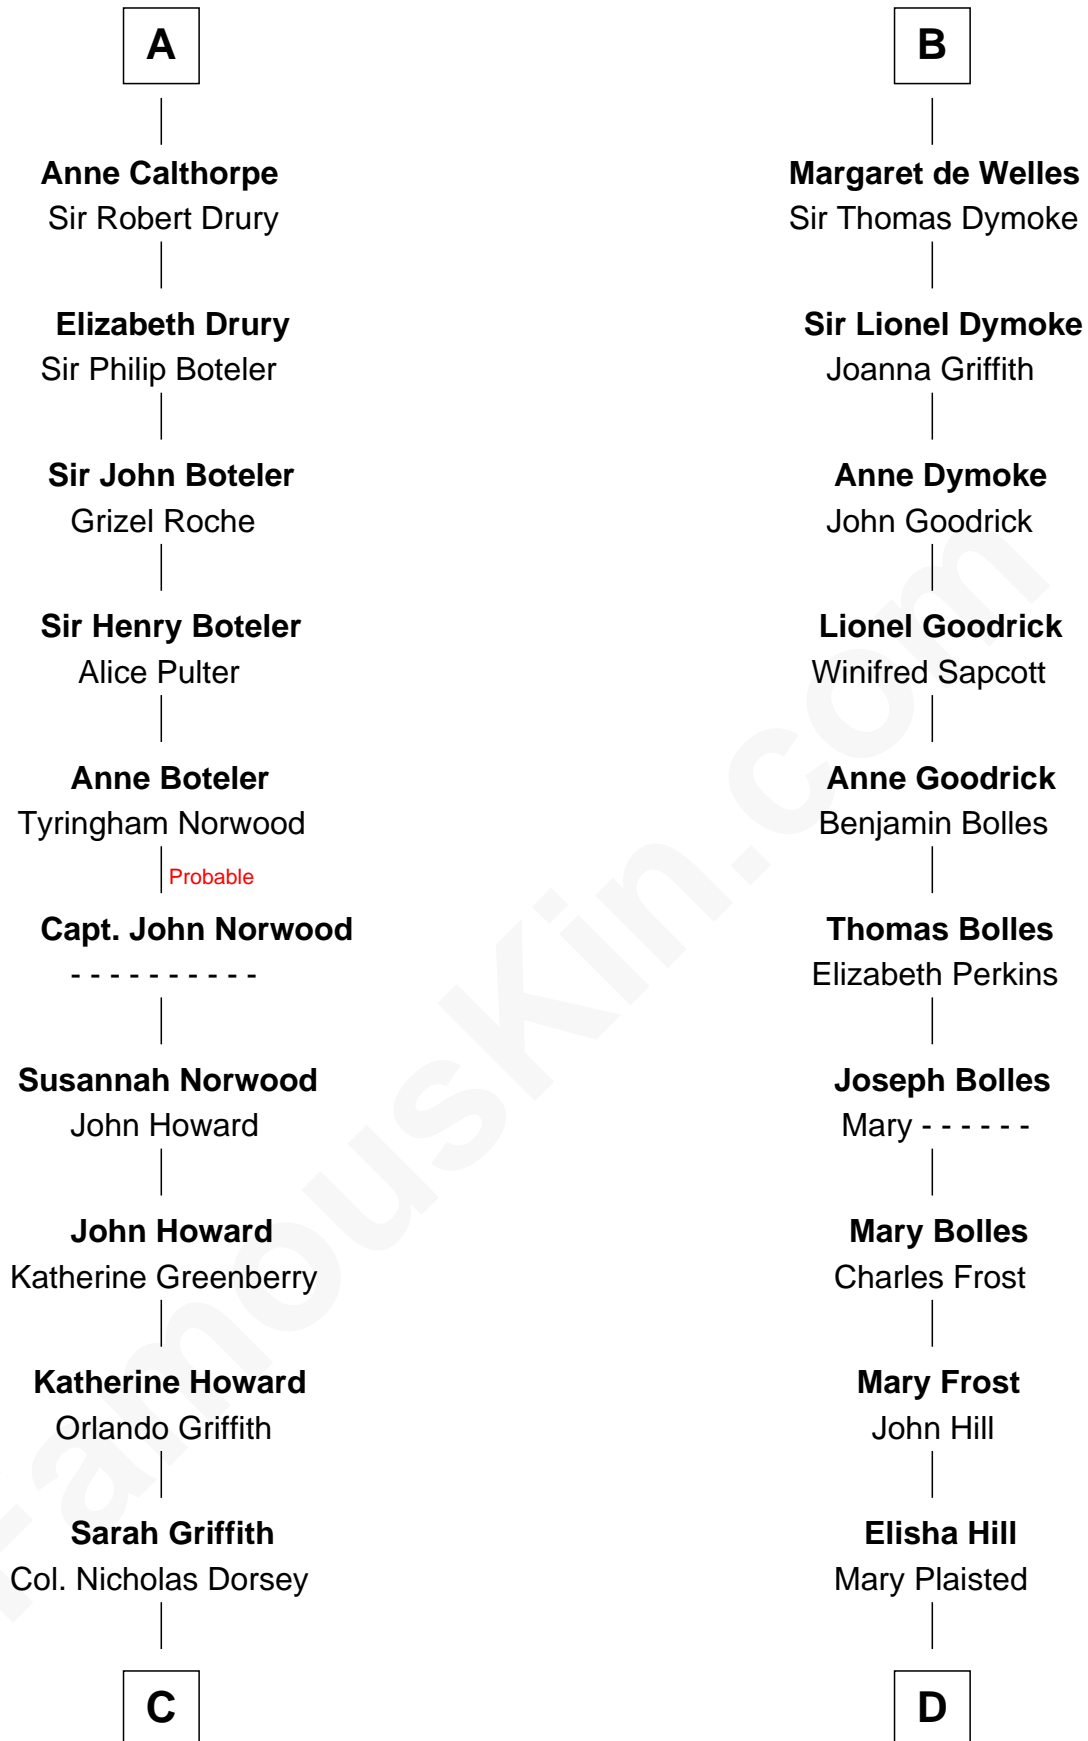 A
Anne Calthorpe
Sir Robert Drury
Elizabeth Drury
Sir Philip Boteler
Sir John Boteler
Grizel Roche
Sir Henry Boteler
Alice Pulter
Anne Boteler
Tyringham Norwood
Probable
Capt. John Norwood
- - - - - - - - - -
Susannah Norwood
John Howard
John Howard
Katherine Greenberry
Katherine Howard
Orlando Griffith
Sarah Griffith
Col. Nicholas Dorsey
C
B
Margaret de Welles
Sir Thomas Dymoke
Sir Lionel Dymoke
Joanna Griffith
Anne Dymoke
John Goodrick
Lionel Goodrick
Winifred Sapcott
Anne Goodrick
Benjamin Bolles
Thomas Bolles
Elizabeth Perkins
Joseph Bolles
Mary - - - - - -
Mary Bolles
Charles Frost
Mary Frost
John Hill
Elisha Hill
Mary Plaisted
D
FamousKin.com